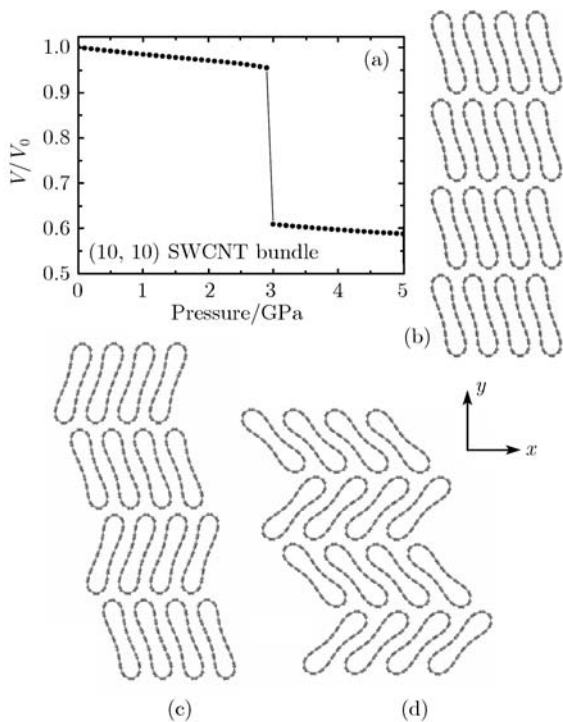 1.0
(a)
0.9
0.8
V/V0
0.7
0.6
(10, 10) SWCNT bundle
0.5
0 1 2 3 4 5
Pressure/GPa
(b)
y
x
(c)
(d)